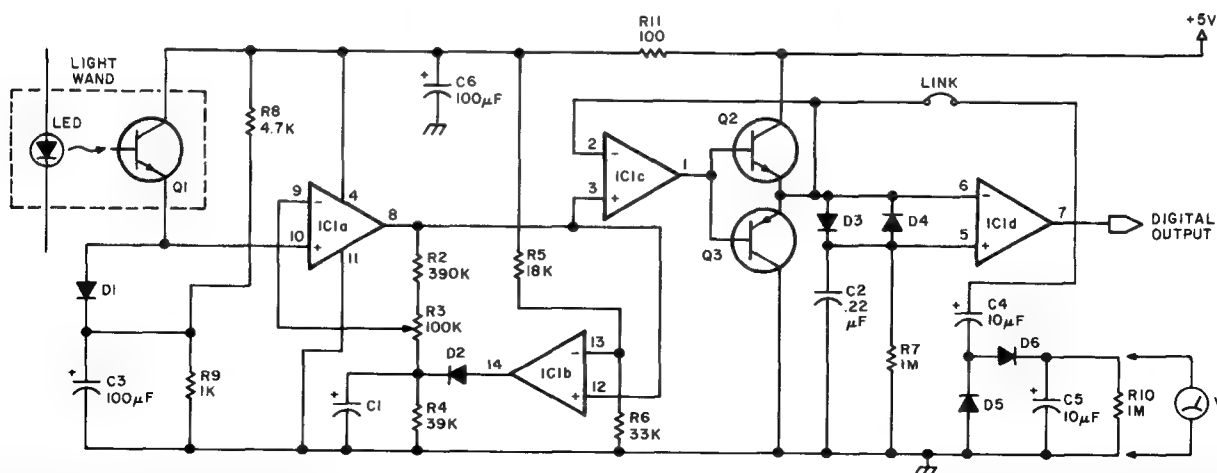 R11
100
+5V
LIGHT
WAND
C6
100µF
LINK
LED
R8
4.7K
Q2
Q1
2
-
IC1c
1
3
+
9
-
4
IC1a
8
10
+
11
6
-
D3
D4
IC1d
7
5
+
DIGITAL
OUTPUT
Q3
R2
390K
R5
18K
D1
C2
.22
µF
C4
10µF
R3
100K
D6
R7
1M
D2
14
13
-
IC1b
12
+
C3
100µF
R9
1K
C1
R4
39K
R6
33K
D5
C5
10µF
R10
1M
V
+
+
+
+
+